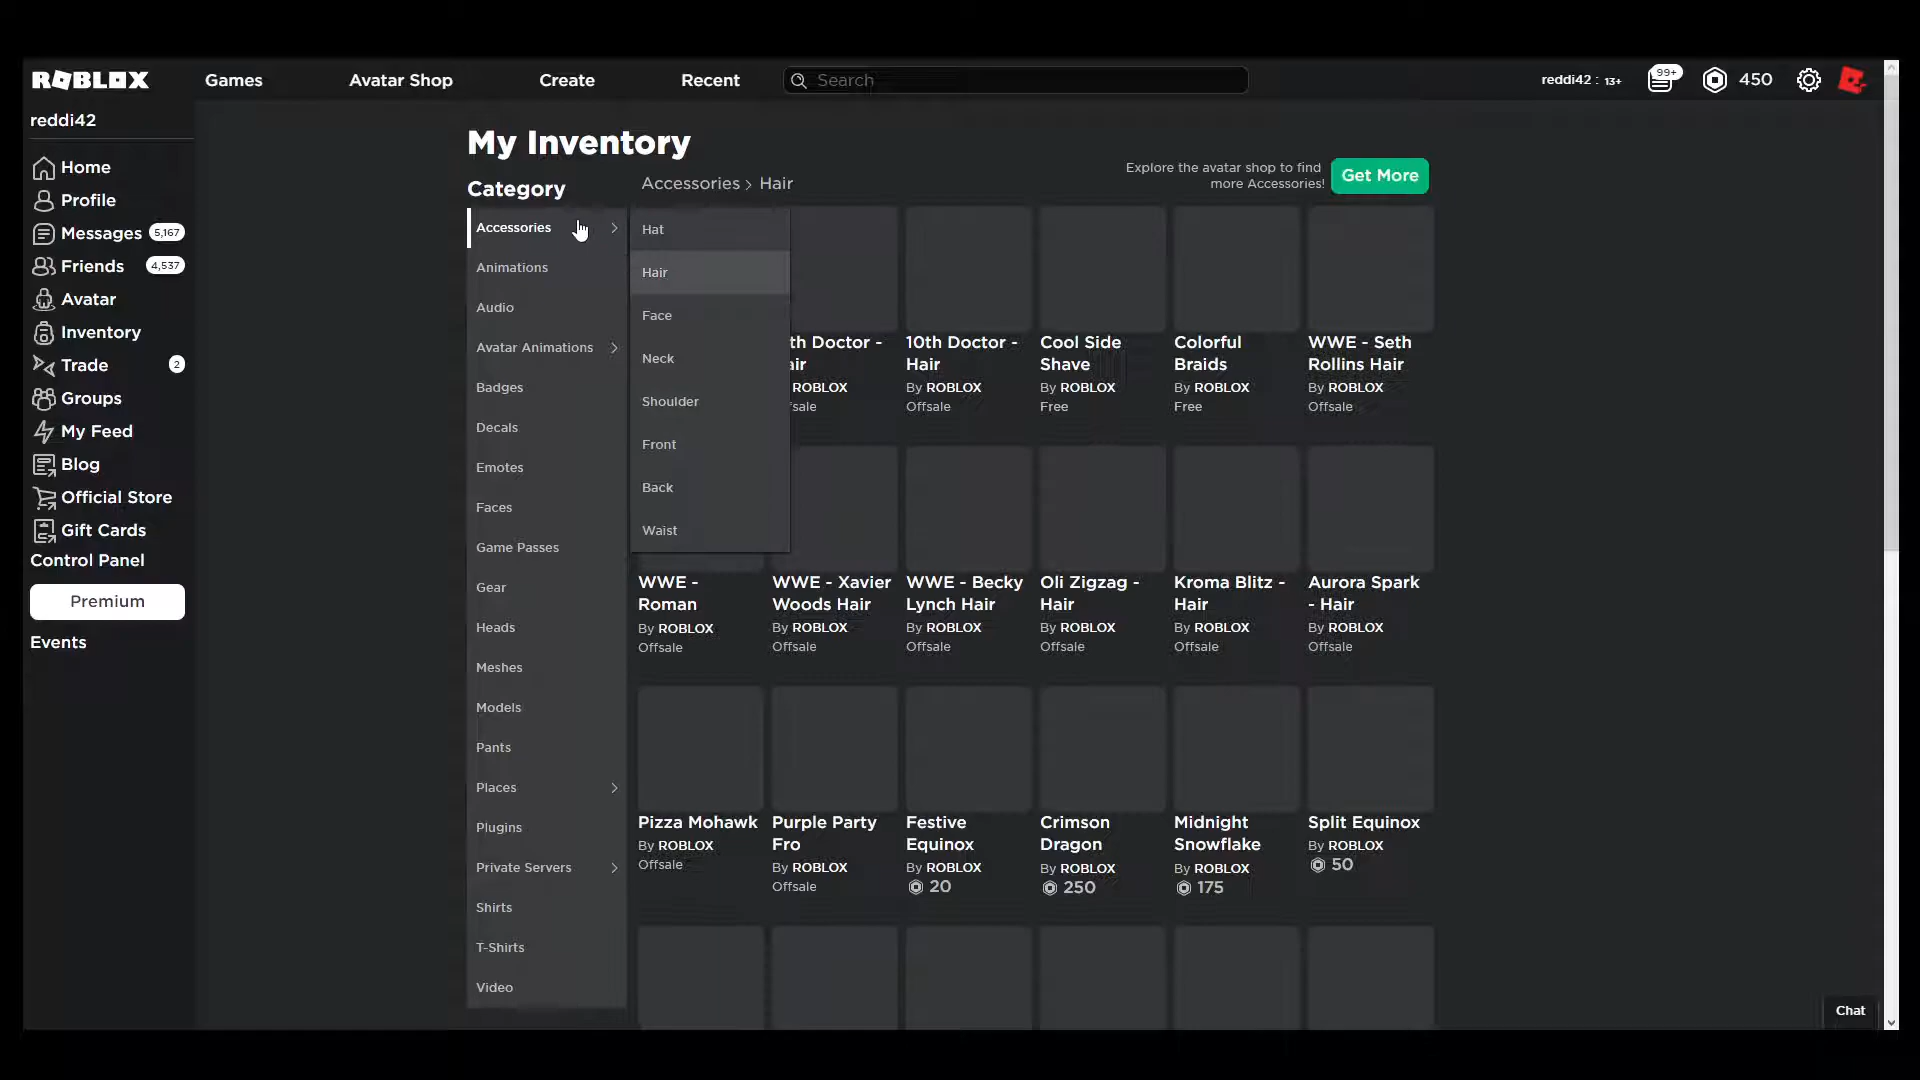 ROBLOX
Games
Avatar Shop
Create
Recent
Search
reddi42 : 13+
99+
450
reddi42
Home
Profile
Messages 5,167
Friends 4,537
Avatar
Inventory
Trade 2
Groups
My Feed
Blog
Official Store
Gift Cards
Control Panel
Premium
Events
My Inventory
Explore the avatar shop to find
more Accessories!
Get More
Category
Accessories
Animations
Audio
Avatar Animations
Badges
Decals
Emotes
Faces
Game Passes
Gear
Heads
Meshes
Models
Pants
Places
Plugins
Private Servers
Shirts
T-Shirts
Video
Accessories > Hair
Hat
Hair
Face
Neck
Shoulder
Front
Back
Waist
th Doctor -
air
ROBLOX
sale
10th Doctor -
Hair
By ROBLOX
Offsale
Cool Side
Shave
By ROBLOX
Free
Colorful
Braids
By ROBLOX
Free
WWE - Seth
Rollins Hair
By ROBLOX
Offsale
WWE -
Roman
By ROBLOX
Offsale
WWE - Xavier
Woods Hair
By ROBLOX
Offsale
WWE - Becky
Lynch Hair
By ROBLOX
Offsale
Oli Zigzag -
Hair
By ROBLOX
Offsale
Kroma Blitz -
Hair
By ROBLOX
Offsale
Aurora Spark
- Hair
By ROBLOX
Offsale
Pizza Mohawk
By ROBLOX
Offsale
Purple Party
Fro
By ROBLOX
Offsale
Festive
Equinox
By ROBLOX
20
Crimson
Dragon
By ROBLOX
250
Midnight
Snowflake
By ROBLOX
175
Split Equinox
By ROBLOX
50
Chat